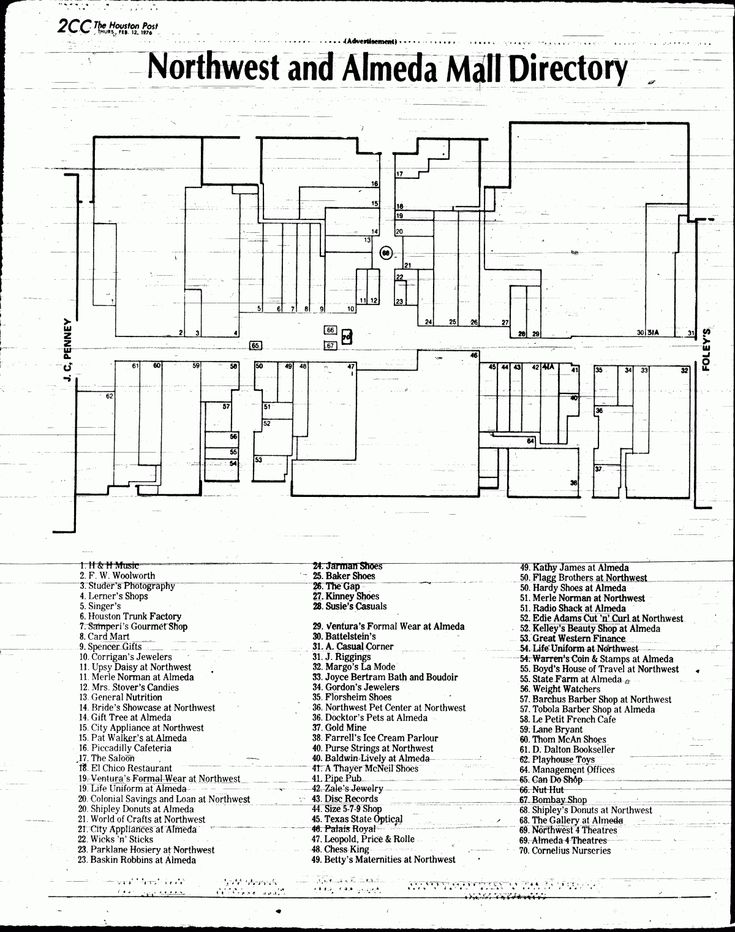 2CC The Houston Post
THURS., FEB. 12, 1976
(Advertisement)
Northwest and Almeda Mall Directory
17
16
15
18
19
14
20
13
68
21
22
11
12
23
5
6
7
8
9
10
24
25
26
27
28
29
30
31A
31
2
3
4
66
70
65
67
J. C. PENNEY
FOLEY'S
46
61
60
59
58
50
49
48
47
45
44
43
42
41A
41
35
34
33
32
62
57
51
40
36
52
56
64
55
54
53
38
37
1. H & H Music
2. F. W. Woolworth
3. Studer's Photography
4. Lerner's Shops
5. Singer's
6. Houston Trunk Factory
7. Samperi's Gourmet Shop
8. Card Mart
9. Spencer Gifts
10. Corrigan's Jewelers
11. Upsy Daisy at Northwest
11. Merle Norman at Almeda
12. Mrs. Stover's Candies
13. General Nutrition
14. Bride's Showcase at Northwest
14. Gift Tree at Almeda
15. City Appliance at Northwest
15. Pat Walker's at Almeda
16. Piccadilly Cafeteria
17. The Saloon
18. El Chico Restaurant
19. Ventura's Formal Wear at Northwest
19. Life Uniform at Almeda
20. Colonial Savings and Loan at Northwest
20. Shipley Donuts at Almeda
21. World of Crafts at Northwest
21. City Appliances at Almeda
22. Wicks 'n' Sticks
23. Parklane Hosiery at Northwest
23. Baskin Robbins at Almeda
24. Jarman Shoes
25. Baker Shoes
26. The Gap
27. Kinney Shoes
28. Susie's Casuals
29. Ventura's Formal Wear at Almeda
30. Battelstein's
31. A. Casual Corner
31. J. Riggings
32. Margo's La Mode
33. Joyce Bertram Bath and Boudoir
34. Gordon's Jewelers
35. Florsheim Shoes
36. Northwest Pet Center at Northwest
36. Docktor's Pets at Almeda
37. Gold Mine
38. Farrell's Ice Cream Parlour
40. Purse Strings at Northwest
40. Baldwin Lively at Almeda
41. A Thayer McNeil Shoes
41. Pipe Pub
42. Zale's Jewelry
43. Disc Records
44. Size 5-7-9 Shop
45. Texas State Optical
46. Palais Royal
47. Leopold, Price & Rolle
48. Chess King
49. Betty's Maternities at Northwest
49. Kathy James at Almeda
50. Flagg Brothers at Northwest
50. Hardy Shoes at Almeda
51. Merle Norman at Northwest
51. Radio Shack at Almeda
52. Edie Adams Cut 'n' Curl at Northwest
52. Kelley's Beauty Shop at Almeda
53. Great Western Finance
54. Life Uniform at Northwest
54. Warren's Coin & Stamps at Almeda
55. Boyd's House of Travel at Northwest
55. State Farm at Almeda
56. Weight Watchers
57. Barchus Barber Shop at Northwest
57. Tobola Barber Shop at Almeda
58. Le Petit French Cafe
59. Lane Bryant
60. Thom McAn Shoes
61. D. Dalton Bookseller
62. Playhouse Toys
64. Management Offices
65. Can Do Shop
66. Nut Hut
67. Bombay Shop
68. Shipley's Donuts at Northwest
68. The Gallery at Almeda
69. Northwest 4 Theatres
69. Almeda 4 Theatres
70. Cornelius Nurseries